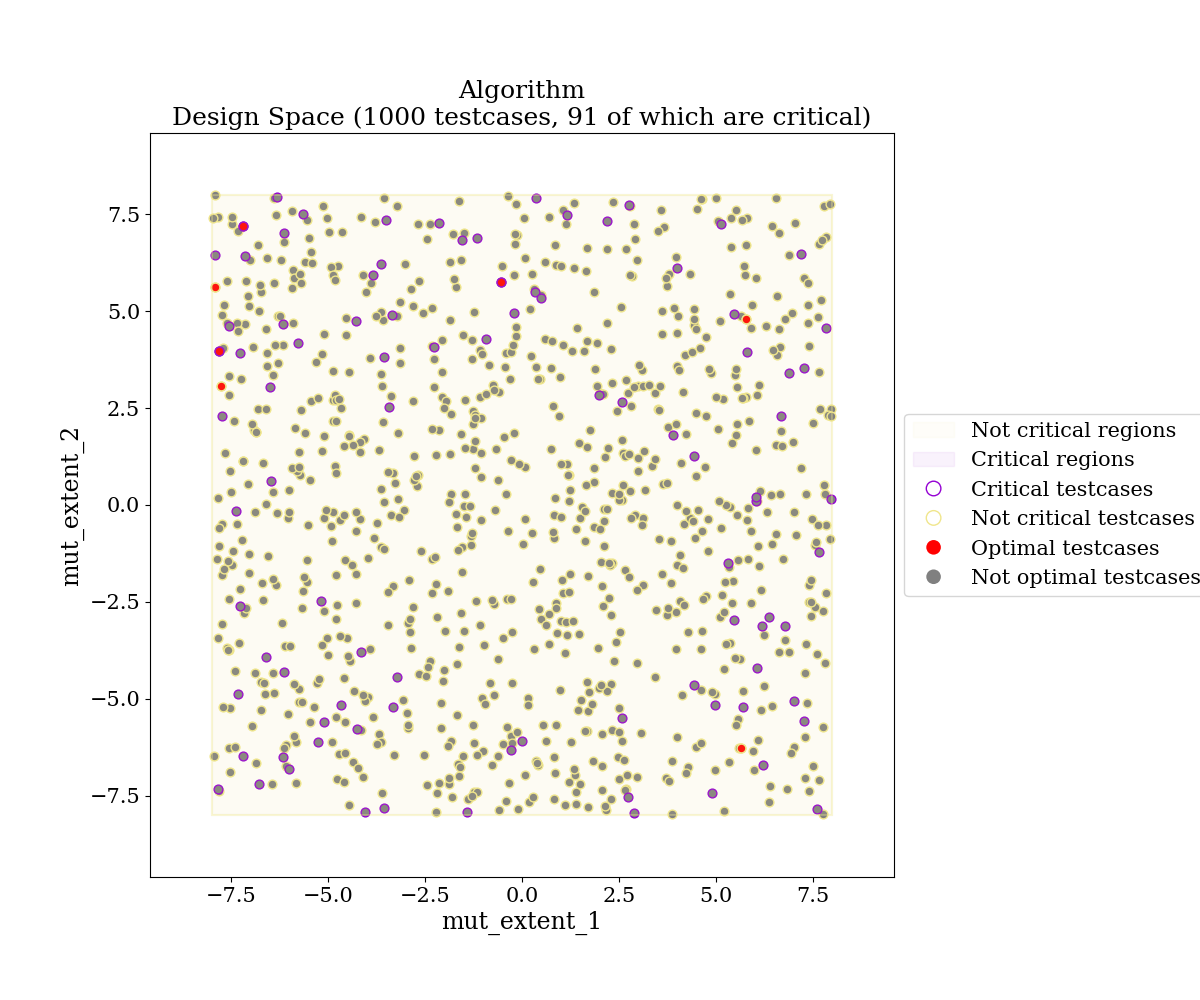 Algorithm
Design Space (1000 testcases, 91 of which are critical)
7.5
5.0
2.5
0.0
−2.5
−5.0
−7.5
mut_extent_2
−7.5 −5.0 −2.5 0.0 2.5 5.0 7.5
mut_extent_1
Not critical regions
Critical regions
Critical testcases
Not critical testcases
Optimal testcases
Not optimal testcases